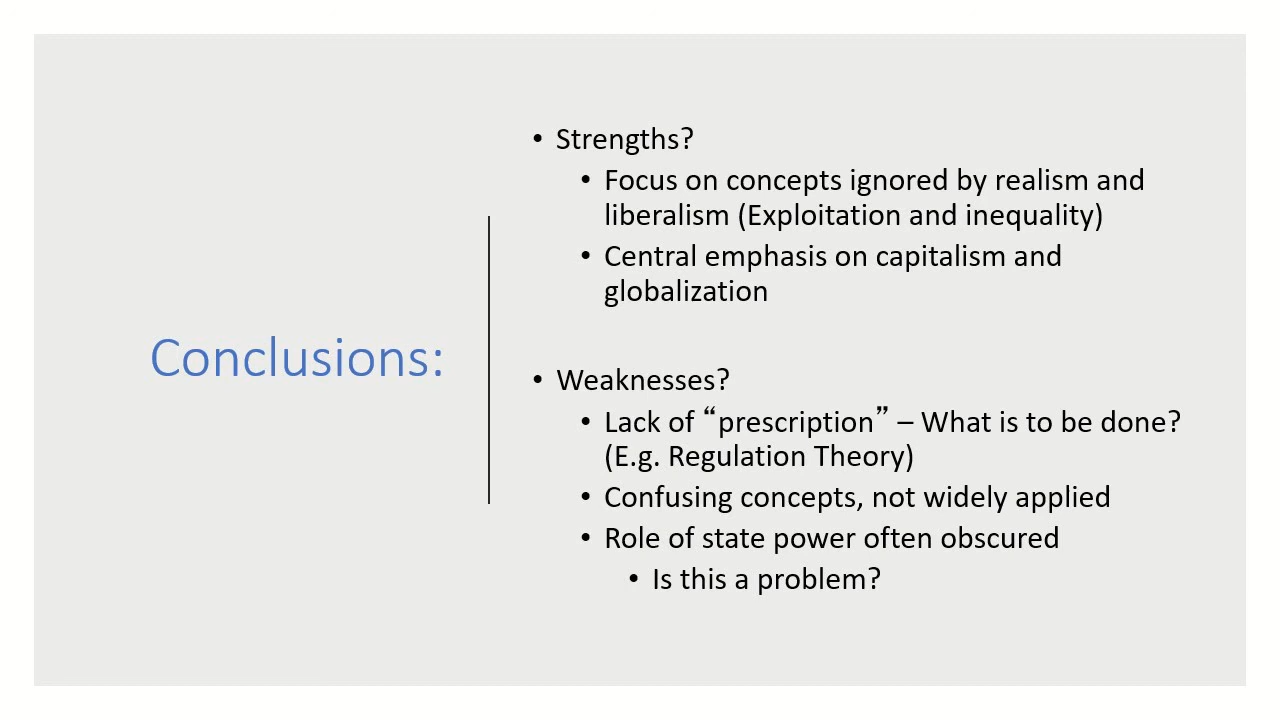 Conclusions:
• Strengths?
• Focus on concepts ignored by realism and
liberalism (Exploitation and inequality)
• Central emphasis on capitalism and
globalization
• Weaknesses?
• Lack of “prescription” – What is to be done?
(E.g. Regulation Theory)
• Confusing concepts, not widely applied
• Role of state power often obscured
• Is this a problem?